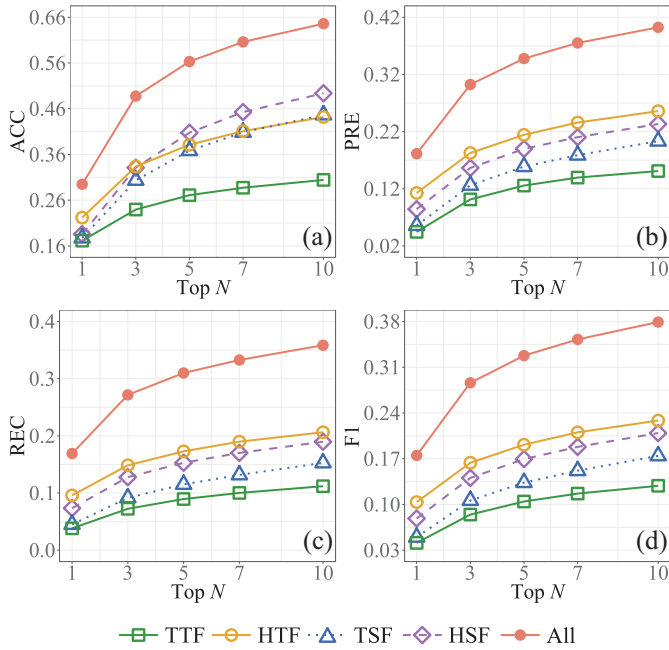 0.66
0.56
0.46
0.36
0.26
0.16
ACC
(a)
1 3 5 7 10
Top N
0.42
0.32
0.22
0.12
0.02
PRE
(b)
1 3 5 7 10
Top N
0.4
0.3
0.2
0.1
0.0
REC
(c)
1 3 5 7 10
Top N
0.38
0.31
0.24
0.17
0.10
0.03
F1
(d)
1 3 5 7 10
Top N
TTF HTF TSF HSF All